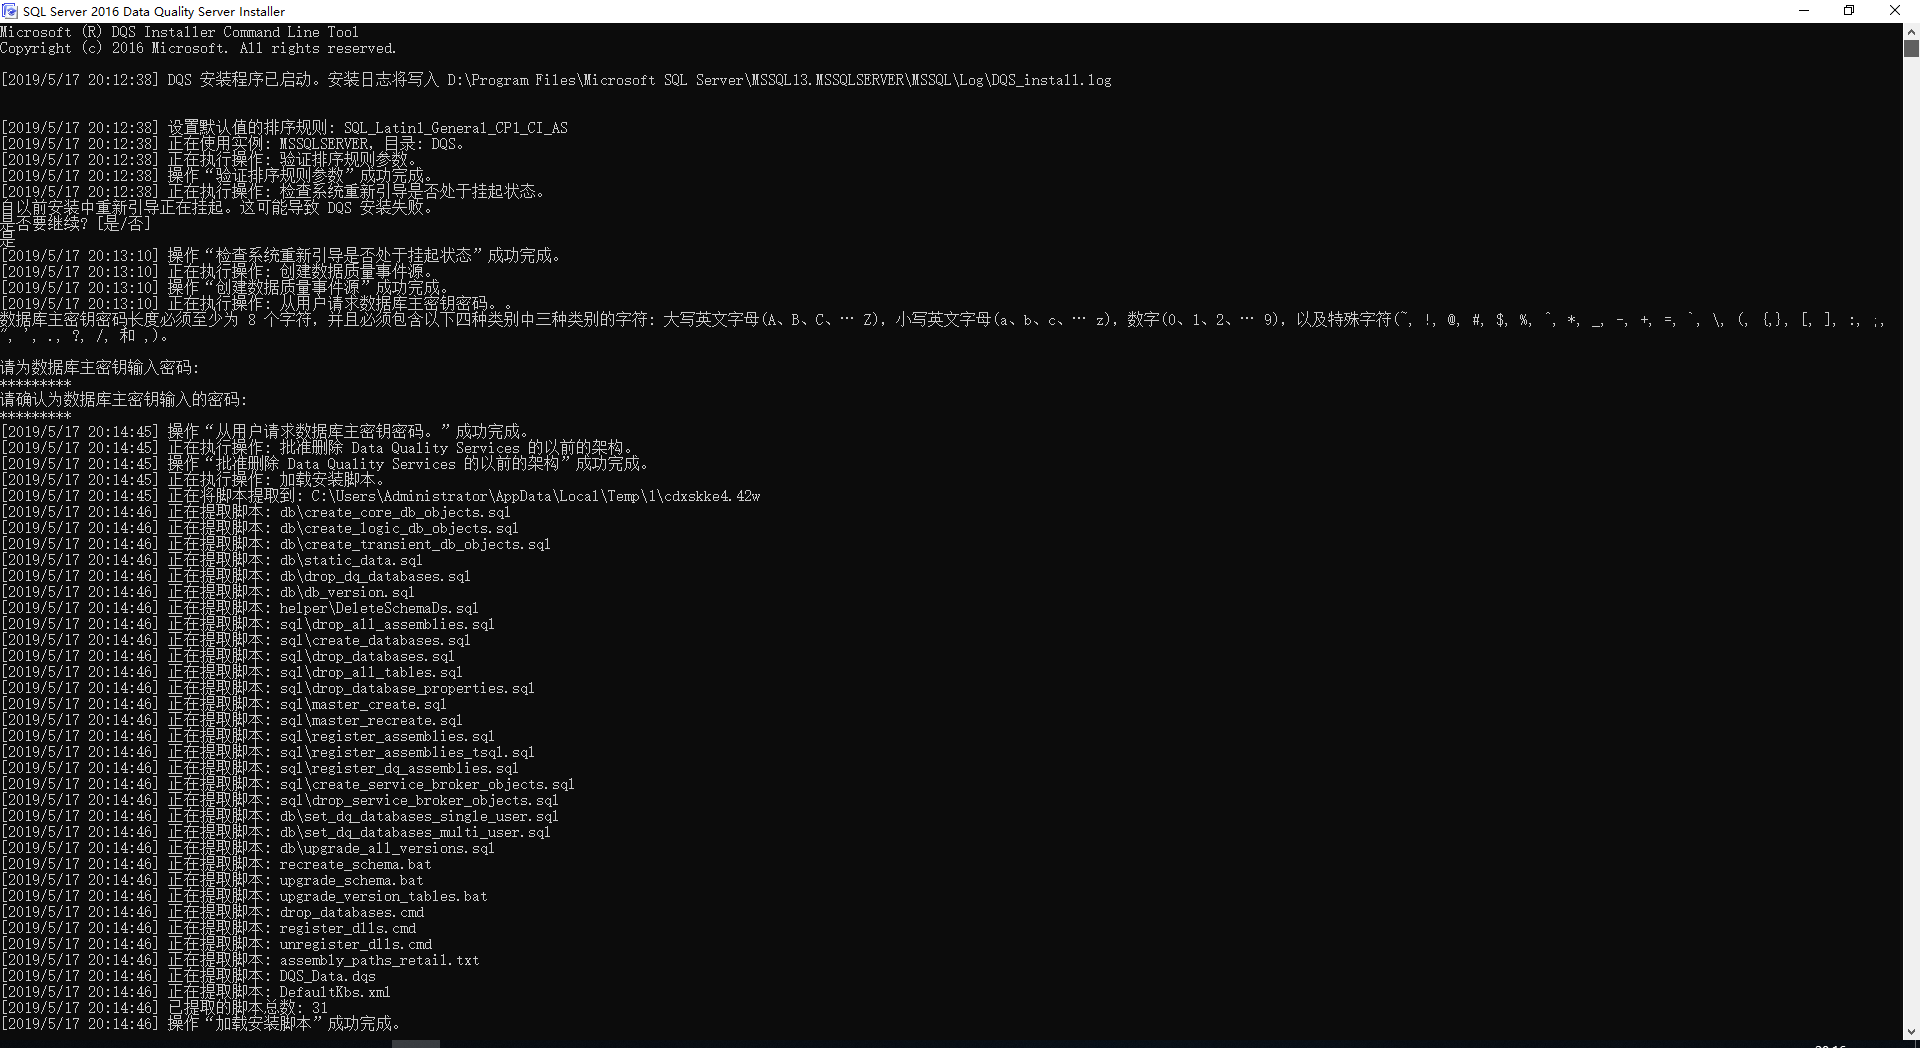 SQL Server 2016 Data Quality Server Installer
Microsoft (R) DQS Installer Command Line Tool
Copyright (c) 2016 Microsoft. All rights reserved.
[2019/5/17 20:12:38] DQS 安装程序已启动。安装日志将写入 D:\Program Files\Microsoft SQL Server\MSSQL13.MSSQLSERVER\MSSQL\Log\DQS_install.log
[2019/5/17 20:12:38] 设置默认值的排序规则: SQL_Latin1_General_CP1_CI_AS
[2019/5/17 20:12:38] 正在使用实例: MSSQLSERVER, 目录: DQS。
[2019/5/17 20:12:38] 正在执行操作: 验证排序规则参数。
[2019/5/17 20:12:38] 操作“验证排序规则参数”成功完成。
[2019/5/17 20:12:38] 正在执行操作: 检查系统重新引导是否处于挂起状态。
自以前安装中重新引导正在挂起。这可能导致 DQS 安装失败。
是否要继续? [是/否]
是
[2019/5/17 20:13:10] 操作“检查系统重新引导是否处于挂起状态”成功完成。
[2019/5/17 20:13:10] 正在执行操作: 创建数据质量事件源。
[2019/5/17 20:13:10] 操作“创建数据质量事件源”成功完成。
[2019/5/17 20:13:10] 正在执行操作: 从用户请求数据库主密钥密码。。
数据库主密钥密码长度必须至少为 8 个字符，并且必须包含以下四种类别中三种类别的字符: 大写英文字母(A、B、C、… Z)，小写英文字母(a、b、c、… z)，数字(0、1、2、… 9)，以及特殊字符(~, !, @, #, $, %, ^, *, _, -, +, =, `, \, (, {,}, [, ], :, ;,
", ', ., ?, /, 和 ,)。
请为数据库主密钥输入密码:
*********
请确认为数据库主密钥输入的密码:
*********
[2019/5/17 20:14:45] 操作“从用户请求数据库主密钥密码。”成功完成。
[2019/5/17 20:14:45] 正在执行操作: 批准删除 Data Quality Services 的以前的架构。
[2019/5/17 20:14:45] 操作“批准删除 Data Quality Services 的以前的架构”成功完成。
[2019/5/17 20:14:45] 正在执行操作: 加载安装脚本。
[2019/5/17 20:14:45] 正在将脚本提取到: C:\Users\Administrator\AppData\Local\Temp\1\cdxskke4.42w
[2019/5/17 20:14:46] 正在提取脚本: db\create_core_db_objects.sql
[2019/5/17 20:14:46] 正在提取脚本: db\create_logic_db_objects.sql
[2019/5/17 20:14:46] 正在提取脚本: db\create_transient_db_objects.sql
[2019/5/17 20:14:46] 正在提取脚本: db\static_data.sql
[2019/5/17 20:14:46] 正在提取脚本: db\drop_dq_databases.sql
[2019/5/17 20:14:46] 正在提取脚本: db\db_version.sql
[2019/5/17 20:14:46] 正在提取脚本: helper\DeleteSchemaDs.sql
[2019/5/17 20:14:46] 正在提取脚本: sql\drop_all_assemblies.sql
[2019/5/17 20:14:46] 正在提取脚本: sql\create_databases.sql
[2019/5/17 20:14:46] 正在提取脚本: sql\drop_databases.sql
[2019/5/17 20:14:46] 正在提取脚本: sql\drop_all_tables.sql
[2019/5/17 20:14:46] 正在提取脚本: sql\drop_database_properties.sql
[2019/5/17 20:14:46] 正在提取脚本: sql\master_create.sql
[2019/5/17 20:14:46] 正在提取脚本: sql\master_recreate.sql
[2019/5/17 20:14:46] 正在提取脚本: sql\register_assemblies.sql
[2019/5/17 20:14:46] 正在提取脚本: sql\register_assemblies_tsql.sql
[2019/5/17 20:14:46] 正在提取脚本: sql\register_dq_assemblies.sql
[2019/5/17 20:14:46] 正在提取脚本: sql\create_service_broker_objects.sql
[2019/5/17 20:14:46] 正在提取脚本: sql\drop_service_broker_objects.sql
[2019/5/17 20:14:46] 正在提取脚本: db\set_dq_databases_single_user.sql
[2019/5/17 20:14:46] 正在提取脚本: db\set_dq_databases_multi_user.sql
[2019/5/17 20:14:46] 正在提取脚本: db\upgrade_all_versions.sql
[2019/5/17 20:14:46] 正在提取脚本: recreate_schema.bat
[2019/5/17 20:14:46] 正在提取脚本: upgrade_schema.bat
[2019/5/17 20:14:46] 正在提取脚本: upgrade_version_tables.bat
[2019/5/17 20:14:46] 正在提取脚本: drop_databases.cmd
[2019/5/17 20:14:46] 正在提取脚本: register_dlls.cmd
[2019/5/17 20:14:46] 正在提取脚本: unregister_dlls.cmd
[2019/5/17 20:14:46] 正在提取脚本: assembly_paths_retail.txt
[2019/5/17 20:14:46] 正在提取脚本: DQS_Data.dqs
[2019/5/17 20:14:46] 正在提取脚本: DefaultKbs.xml
[2019/5/17 20:14:46] 已提取的脚本总数: 31
[2019/5/17 20:14:46] 操作“加载安装脚本”成功完成。